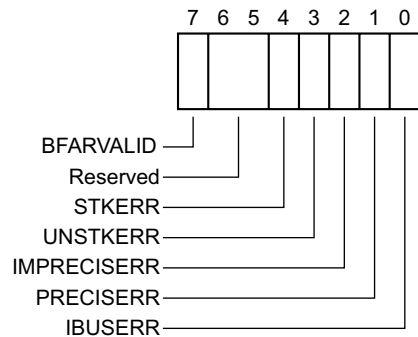 7 6 5 4 3 2 1 0
BFARVALID
Reserved
STKERR
UNSTKERR
IMPRECISERR
PRECISERR
IBUSERR